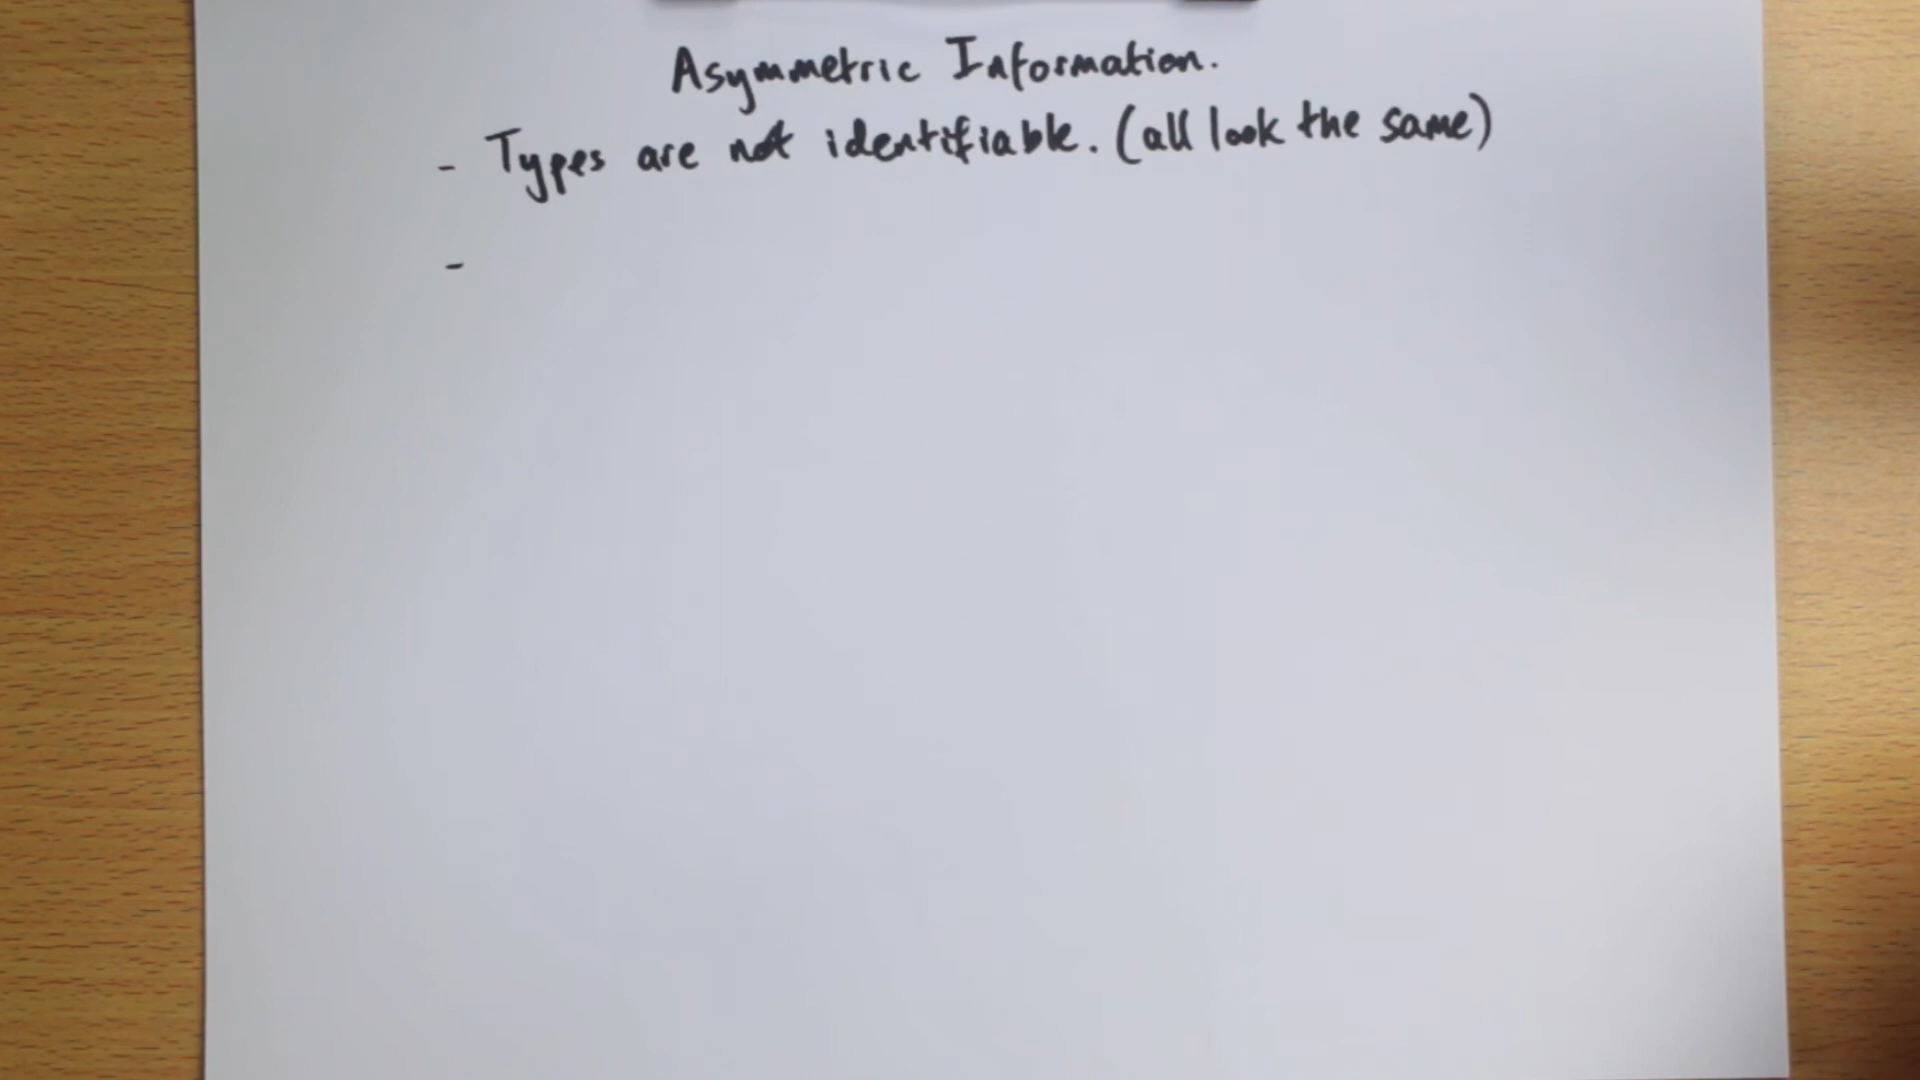 Asymmetric Information.
- Types are not identifiable. (all look the same)
-